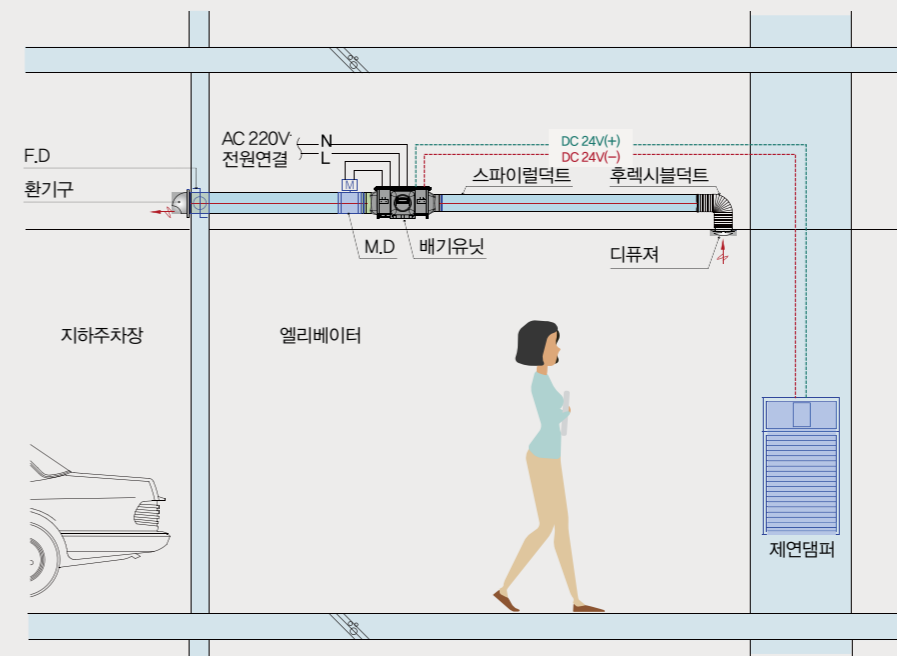 AC 220V
전원연결
N
L
DC 24V(+)
DC 24V(−)
F.D
환기구
M
스파이럴덕트
후렉시블덕트
M.D
배기유닛
디퓨져
지하주차장
엘리베이터
제연댐퍼